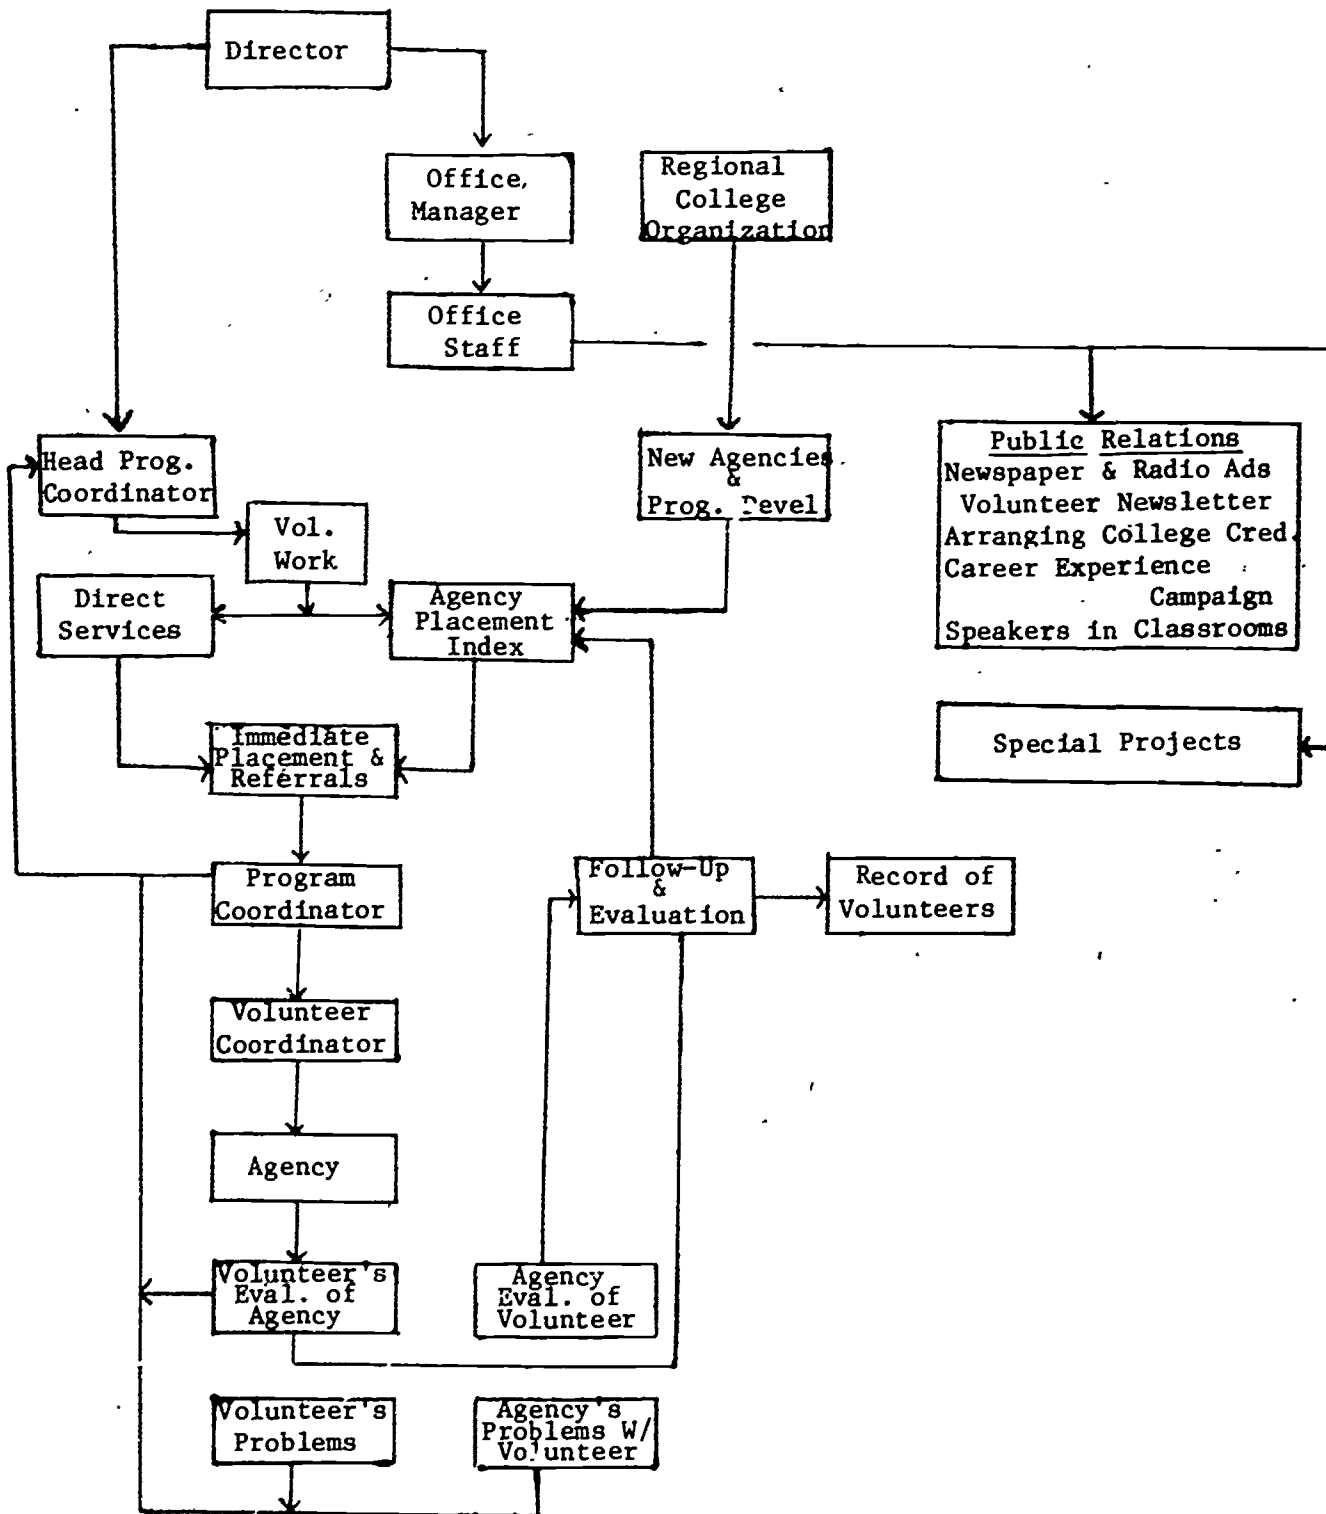 Director
Office
Manager
Regional
College
Organization
Office
Staff
Head Prog.
Coordinator
New Agencies
&
Prog. Devel
Public Relations
Newspaper & Radio Ads
Volunteer Newsletter
Arranging College Cred.
Career Experience
Campaign
Speakers in Classrooms
Vol.
Work
Direct
Services
Agency
Placement
Index
Immediate
Placement &
Referrals
Special Projects
Program
Coordinator
Follow-Up
&
Evaluation
Record of
Volunteers
Volunteer
Coordinator
Agency
Volunteer's
Eval. of
Agency
Agency
Eval. of
Volunteer
Volunteer's
Problems
Agency's
Problems W/
Volunteer